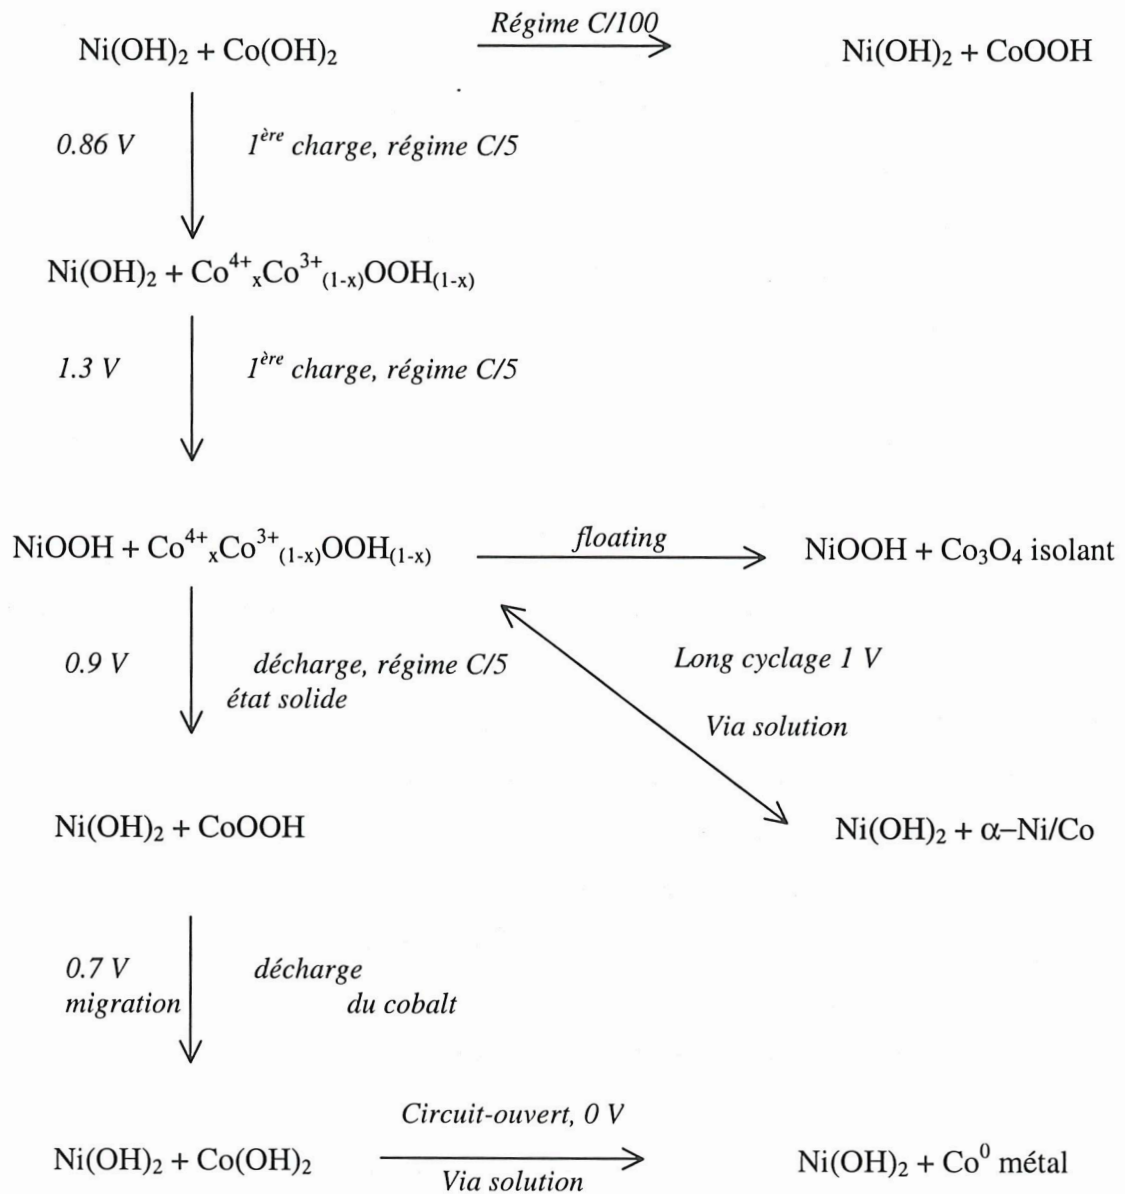 Régime C/100
Ni(OH)₂ + Co(OH)₂ Ni(OH)₂ + CoOOH
0.86 V 1ère charge, régime C/5
Ni(OH)₂ + Co⁴⁺ₓCo³⁺₍₁₋ₓ₎OOH₍₁₋ₓ₎
1.3 V 1ère charge, régime C/5
floating
NiOOH + Co⁴⁺ₓCo³⁺₍₁₋ₓ₎OOH₍₁₋ₓ₎ NiOOH + Co₃O₄ isolant
0.9 V décharge, régime C/5 Long cyclage 1 V
état solide
Via solution
Ni(OH)₂ + CoOOH Ni(OH)₂ + α–Ni/Co
0.7 V décharge
migration du cobalt
Circuit-ouvert, 0 V
Ni(OH)₂ + Co(OH)₂ Ni(OH)₂ + Co⁰ métal
Via solution